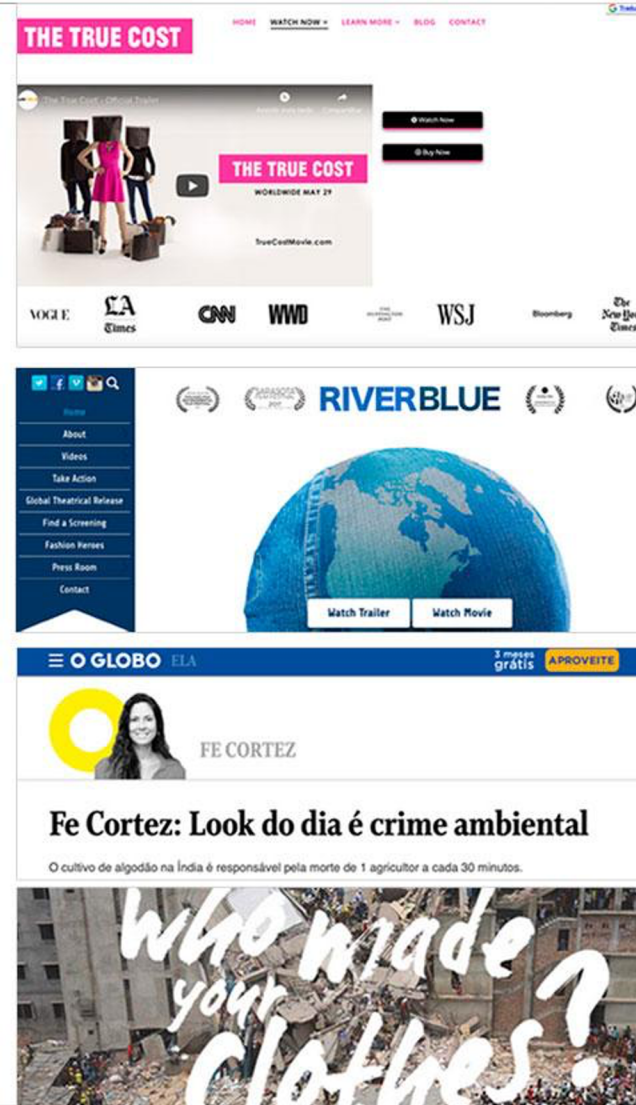 THE TRUE COST
HOME WATCH NOW LEARN MORE BLOG CONTACT
The True Cost - Official Trailer
THE TRUE COST
WORLDWIDE MAY 29
TrueCostMovie.com
Watch Now
Buy Now
VOGUE LA Times CNN WWD WSJ Bloomberg
RIVERBLUE
SARASOTA
Home
About
Videos
Take Action
Global Theatrical Release
Find a Screening
Fashion Heroes
Press Room
Contact
Watch Trailer Watch Movie
O GLOBO ELA
3 meses
grátis
APROVEITE
FE CORTEZ
Fe Cortez: Look do dia é crime ambiental
O cultivo de algodão na Índia é responsável pela morte de 1 agricultor a cada 30 minutos.
who made
your
clothes?